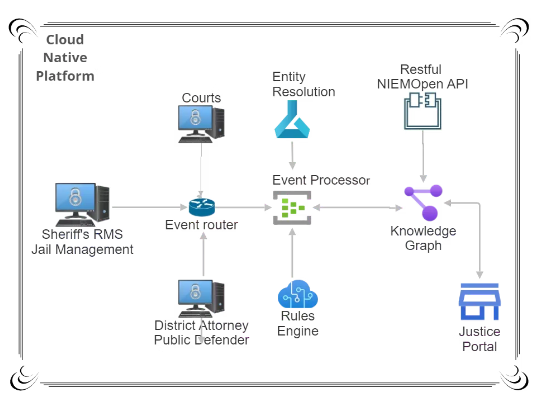 Cloud
Native
Platform
Courts
Entity
Resolution
Restful
NIEMOpen API
Event Processor
Sheriff's RMS
Jail Management
Event router
Knowledge
Graph
District Attorney
Public Defender
Rules
Engine
Justice
Portal